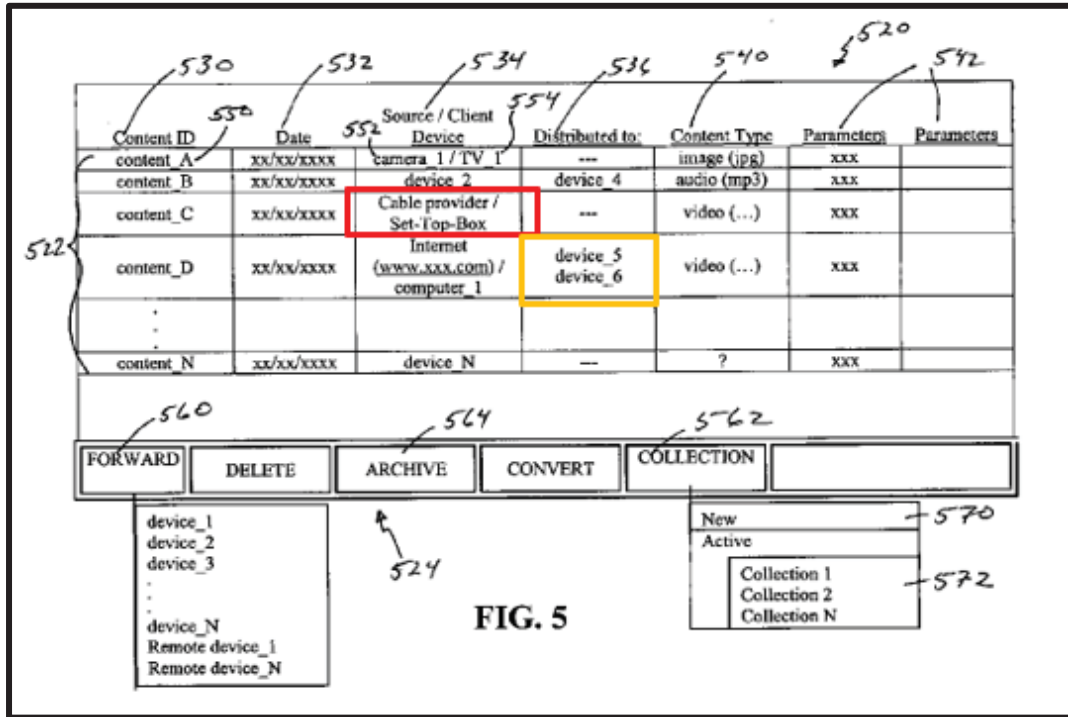 520
530 532 534 536 540 542
550 552 554
Source / Client
Content ID Date Device Distributed to: Content Type Parameters Parameters
content_A xx/xx/xxxx camera_1 / TV_1 --- image (jpg) xxx
content_B xx/xx/xxxx device_2 device_4 audio (mp3) xxx
content_C xx/xx/xxxx Cable provider / --- video (...) xxx
Set-Top-Box
522
Internet
content_D xx/xx/xxxx (www.xxx.com) / device_5 video (...) xxx
computer_1 device_6
.
.
content_N xx/xx/xxxx device_N --- ? xxx
560 564 562
FORWARD DELETE ARCHIVE CONVERT COLLECTION
device_1
device_2
device_3
.
.
device_N
Remote device_1
Remote device_N
524
FIG. 5
New 570
Active
Collection 1
Collection 2 572
Collection N